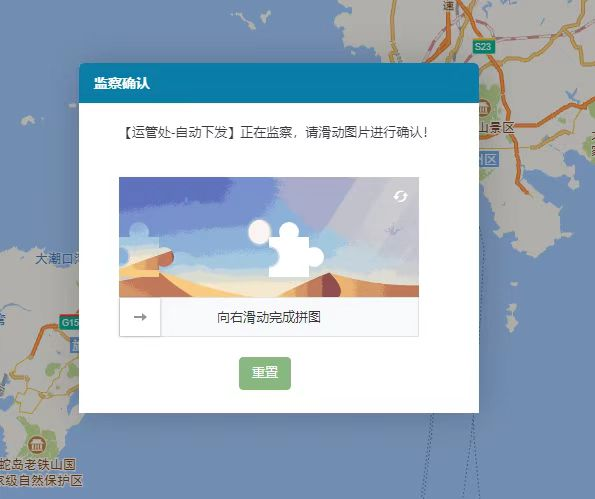 速
S23
监察确认
【运管处-自动下发】正在监察，请滑动图片进行确认！
山景区
州区
大潮口
G15
向右滑动完成拼图
重置
蛇岛老铁山国
家级自然保护区